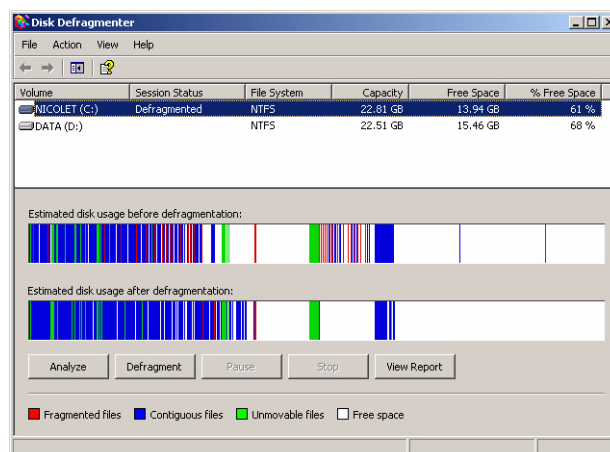 Disk Defragmenter
File Action View Help
Volume Session Status File System Capacity Free Space % Free Space
NICOLET (C:) Defragmented NTFS 22.81 GB 13.94 GB 61 %
DATA (D:) NTFS 22.51 GB 15.46 GB 68 %
Estimated disk usage before defragmentation:
Estimated disk usage after defragmentation:
Analyze Defragment Pause Stop View Report
Fragmented files Contiguous files Unmovable files Free space